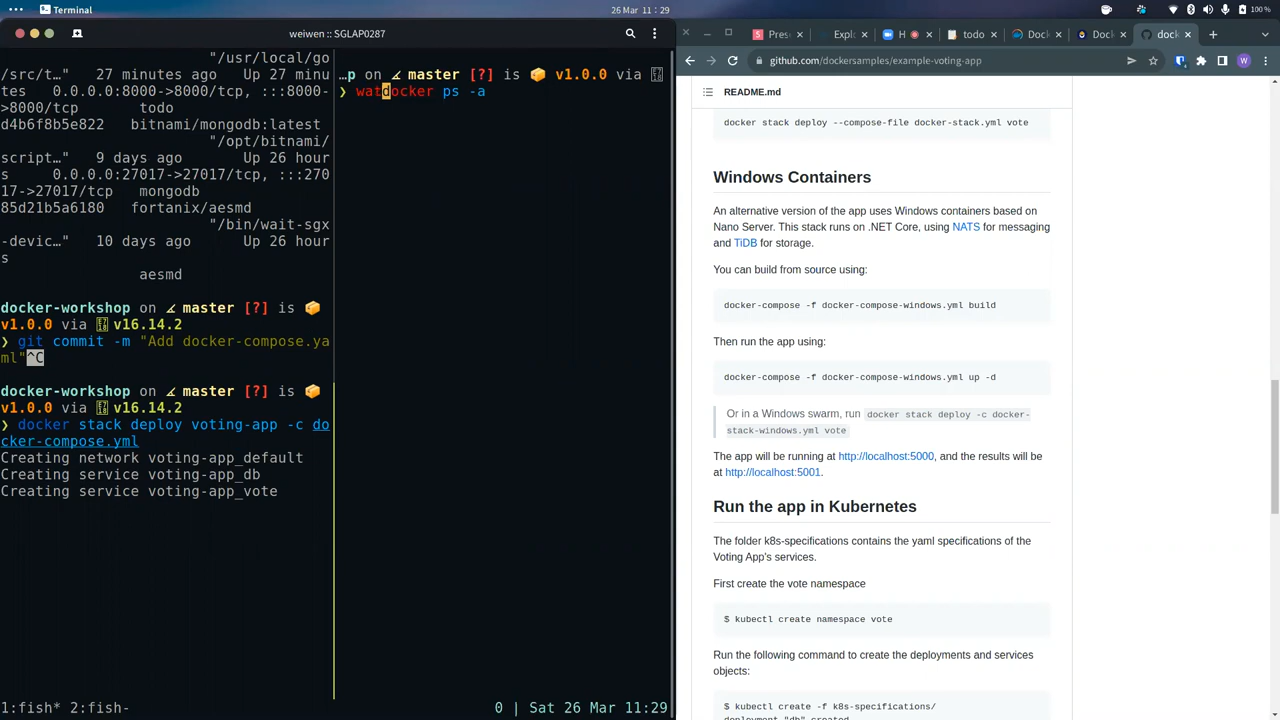 26 Mar 11:29
100 %
weiwen :: SGLAP0287
"/usr/local/go
/src/t…" 27 minutes ago Up 27 minu
tes 0.0.0.0:8000->8000/tcp, :::8000-
>8000/tcp todo
d4b6f8b5e822 bitnami/mongodb:latest
"/opt/bitnami/
script…" 9 days ago Up 26 hour
s 0.0.0.0:27017->27017/tcp, :::270
17->27017/tcp mongodb
85d21b5a6180 fortanix/aesmd
"/bin/wait-sgx
-devic…" 10 days ago Up 26 hour
s
aesmd
docker-workshop on master [?] is
v1.0.0 via v16.14.2
❯ git commit -m "Add docker-compose.ya
ml"^C
docker-workshop on master [?] is
v1.0.0 via v16.14.2
❯ docker stack deploy voting-app -c do
cker-compose.yml
Creating network voting-app_default
Creating service voting-app_db
Creating service voting-app_vote
…p on master [?] is v1.0.0 via
❯ watdocker ps -a
1:fish* 2:fish-
0 | Sat 26 Mar 11:29
Pres
Explo
H
todo
Doc
Doc
dock
github.com/dockersamples/example-voting-app
W
README.md
docker stack deploy --compose-file docker-stack.yml vote
Windows Containers
An alternative version of the app uses Windows containers based on
Nano Server. This stack runs on .NET Core, using NATS for messaging
and TiDB for storage.
You can build from source using:
docker-compose -f docker-compose-windows.yml build
Then run the app using:
docker-compose -f docker-compose-windows.yml up -d
Or in a Windows swarm, run docker stack deploy -c docker-
stack-windows.yml vote
The app will be running at http://localhost:5000, and the results will be
at http://localhost:5001.
Run the app in Kubernetes
The folder k8s-specifications contains the yaml specifications of the
Voting App's services.
First create the vote namespace
$ kubectl create namespace vote
Run the following command to create the deployments and services
objects:
$ kubectl create -f k8s-specifications/
deployment "db" created